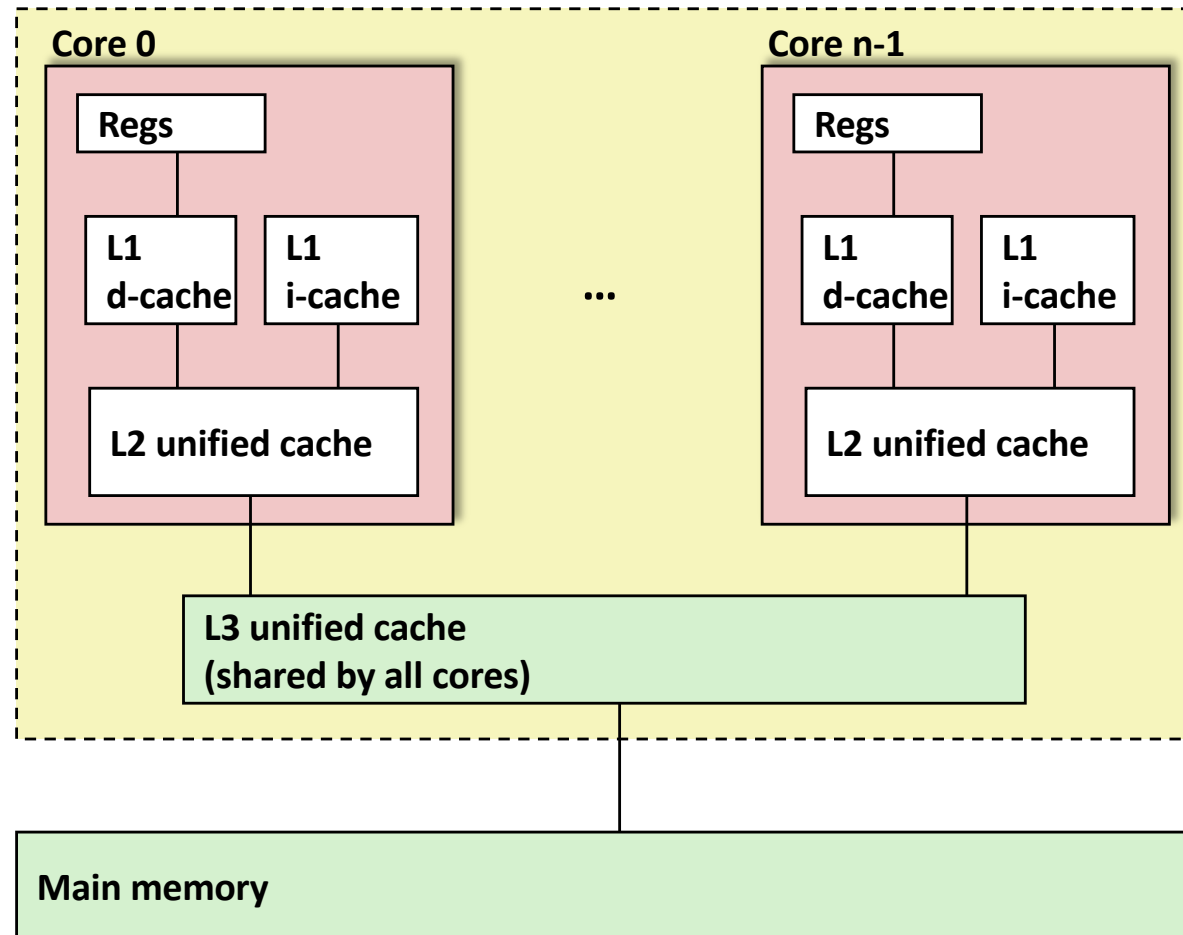 Core 0
Regs
L1
d-cache
L1
i-cache
L2 unified cache
...
Core n-1
Regs
L1
d-cache
L1
i-cache
L2 unified cache
L3 unified cache
(shared by all cores)
Main memory